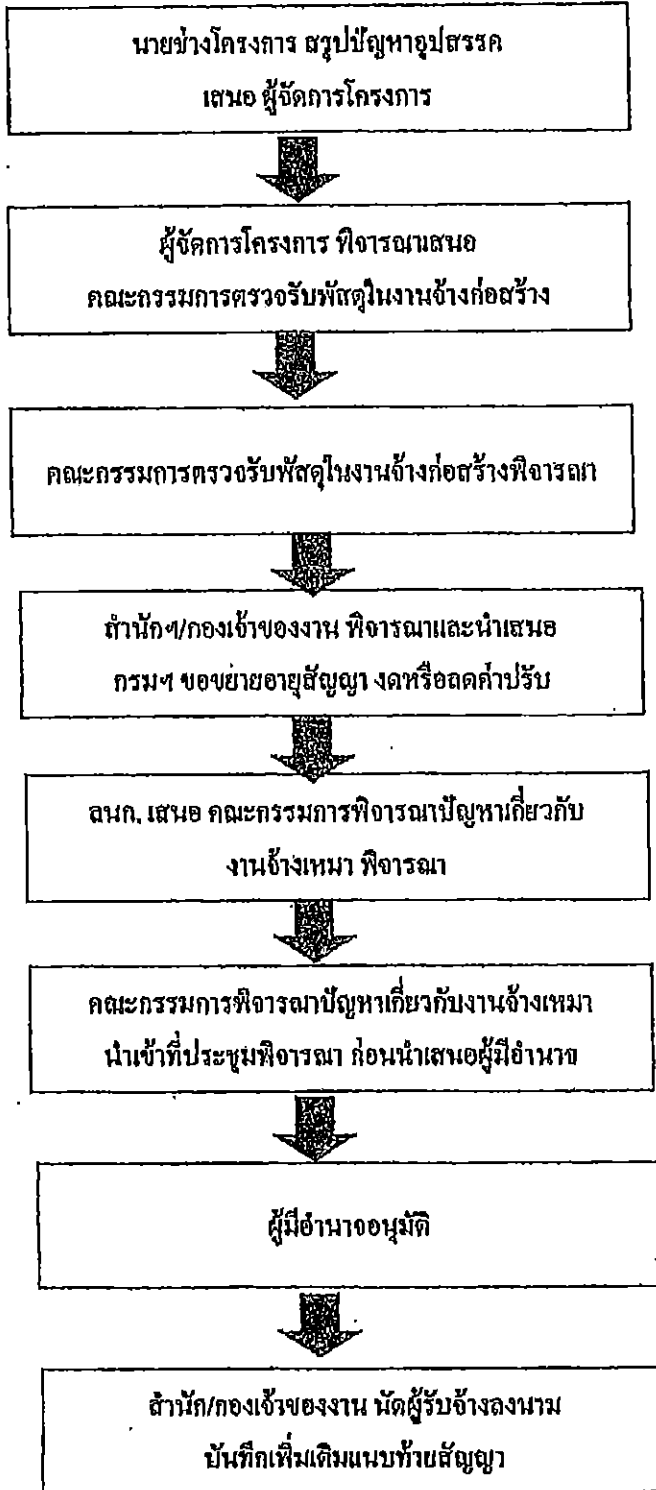 นายช่างโครงการ สรุปปัญหาอุปสรรค
เสนอ ผู้จัดการโครงการ
ผู้จัดการโครงการ พิจารณาเสนอ
คณะกรรมการตรวจรับพัสดุในงานจ้างก่อสร้าง
คณะกรรมการตรวจรับพัสดุในงานจ้างก่อสร้างพิจารณา
สำนักฯ/กองเจ้าของงาน พิจารณาและนำเสนอ
กรมฯ ขอขยายอายุสัญญา งดหรือลดค่าปรับ
ลนก. เสนอ คณะกรรมการพิจารณาปัญหาเกี่ยวกับ
งานจ้างเหมา พิจารณา
คณะกรรมการพิจารณาปัญหาเกี่ยวกับงานจ้างเหมา
นำเข้าที่ประชุมพิจารณา ก่อนนำเสนอผู้มีอำนาจ
ผู้มีอำนาจอนุมัติ
สำนัก/กองเจ้าของงาน นัดผู้รับจ้างลงนาม
บันทึกเพิ่มเติมแนบท้ายสัญญา